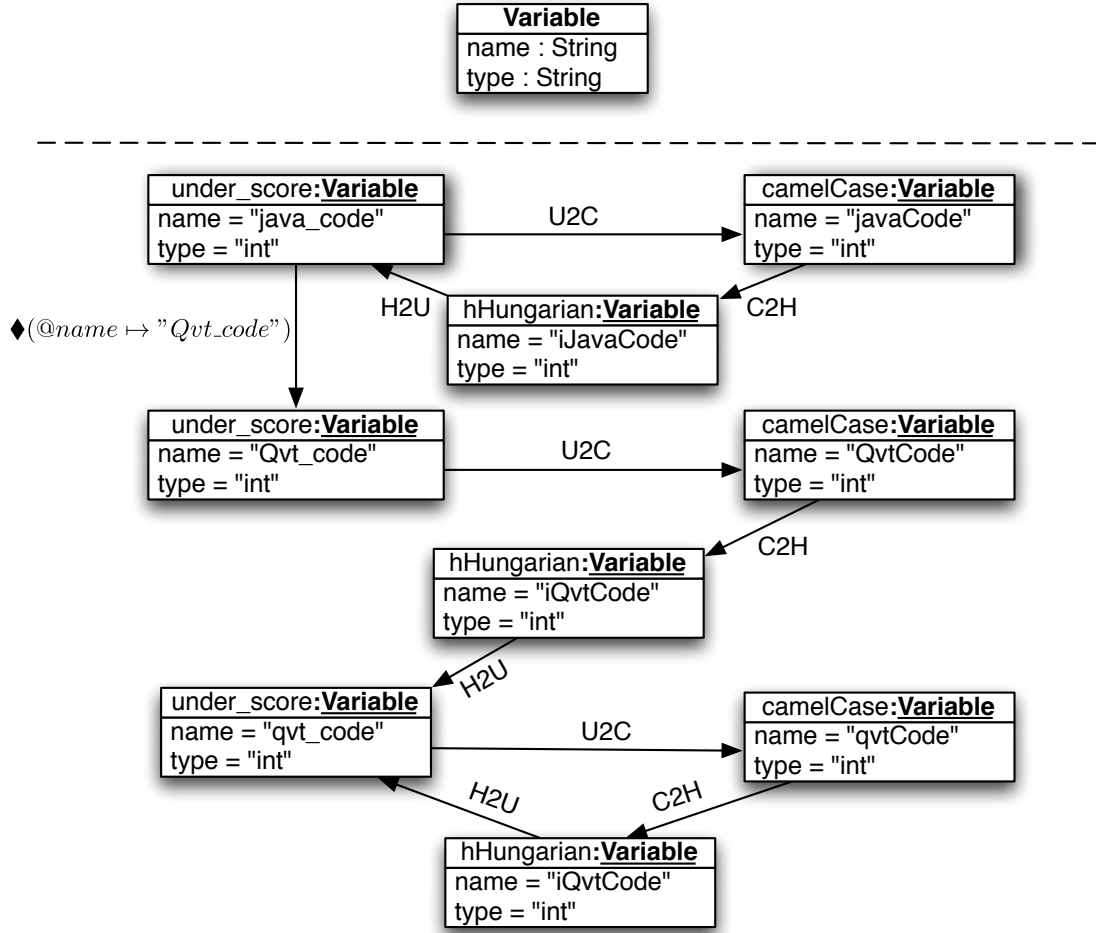 Variable
name : String
type : String
under_score:Variable
name = "java_code"
type = "int"
U2C
camelCase:Variable
name = "javaCode"
type = "int"
H2U
C2H
hHungarian:Variable
name = "iJavaCode"
type = "int"
♦(@name ↦ ”Qvt_code”)
under_score:Variable
name = "Qvt_code"
type = "int"
U2C
camelCase:Variable
name = "QvtCode"
type = "int"
C2H
hHungarian:Variable
name = "iQvtCode"
type = "int"
H2U
under_score:Variable
name = "qvt_code"
type = "int"
U2C
camelCase:Variable
name = "qvtCode"
type = "int"
H2U
C2H
hHungarian:Variable
name = "iQvtCode"
type = "int"